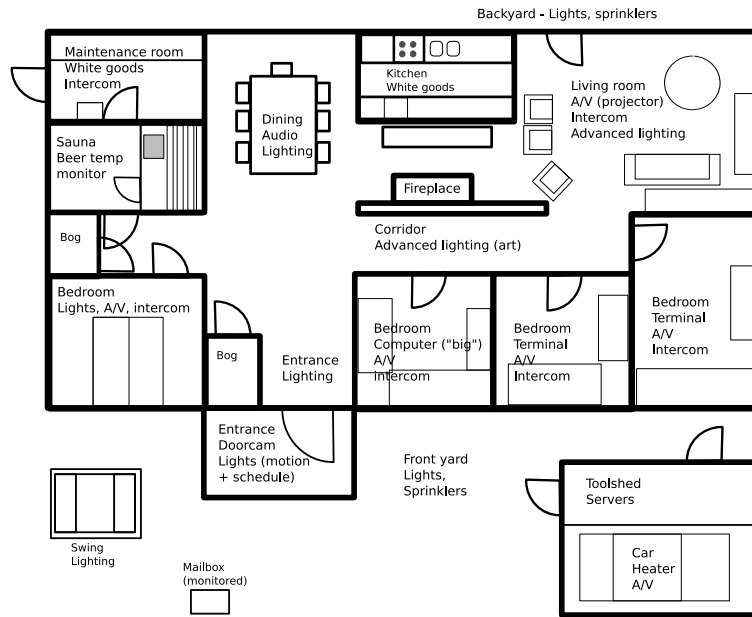 Backyard - Lights, sprinklers
Maintenance room
White goods
Intercom
Kitchen
White goods
Living room
A/V (projector)
Intercom
Advanced lighting
Dining
Audio
Lighting
Sauna
Beer temp
monitor
Fireplace
Corridor
Advanced lighting (art)
Bog
Bedroom
Lights, A/V, intercom
Bog
Entrance
Lighting
Bedroom
Computer ("big")
A/V
intercom
Bedroom
Terminal
A/V
Intercom
Bedroom
Terminal
A/V
Intercom
Entrance
Doorcam
Lights (motion
+ schedule)
Front yard
Lights,
Sprinklers
Toolshed
Servers
Car
Heater
A/V
Swing
Lighting
Mailbox
(monitored)